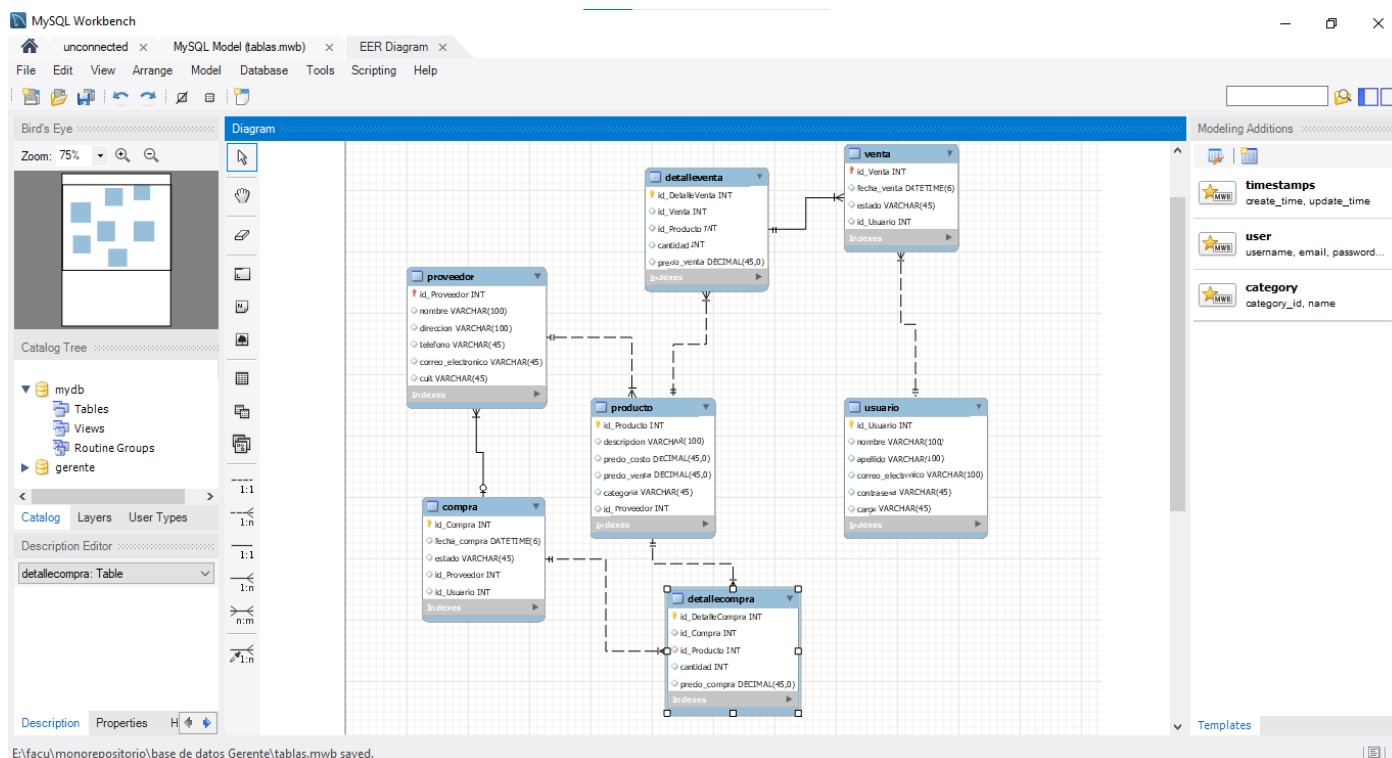 MySQL Workbench
unconnected × MySQL Model (tablas.mwb) × EER Diagram ×
File Edit View Arrange Model Database Tools Scripting Help
Bird's Eye
Zoom: 75%
Catalog Tree
mydb
Tables
Views
Routine Groups
gerente
Catalog Layers User Types
Description Editor
detallecompra: Table
Description Properties H
Diagram
1:1
1:n
1:1
1:n
n:m
1:n
detalleventa
id_DetalleVenta INT
id_Venta INT
id_Producto INT
cantidad INT
precio_venta DECIMAL(45,0)
Indexes
venta
id_Venta INT
fecha_venta DATETIME(6)
estado VARCHAR(45)
id_Usuario INT
Indexes
proveedor
id_Proveedor INT
nombre VARCHAR(100)
direccion VARCHAR(100)
telefono VARCHAR(45)
correo_electronico VARCHAR(45)
cuit VARCHAR(45)
Indexes
producto
id_Producto INT
descripcion VARCHAR(100)
precio_costo DECIMAL(45,0)
precio_venta DECIMAL(45,0)
categoria VARCHAR(45)
id_Proveedor INT
Indexes
usuario
id_Usuario INT
nombre VARCHAR(100)
apellido VARCHAR(100)
correo_electronico VARCHAR(100)
contrasena VARCHAR(45)
cargo VARCHAR(45)
Indexes
compra
id_Compra INT
fecha_compra DATETIME(6)
estado VARCHAR(45)
id_Proveedor INT
id_Usuario INT
Indexes
detallecompra
id_DetalleCompra INT
id_Compra INT
id_Producto INT
cantidad INT
precio_compra DECIMAL(45,0)
Indexes
Modeling Additions
timestamps
create_time, update_time
user
username, email, password...
category
category_id, name
Templates
E:\facu\monorepositorio\base de datos Gerente\tablas.mwb saved.